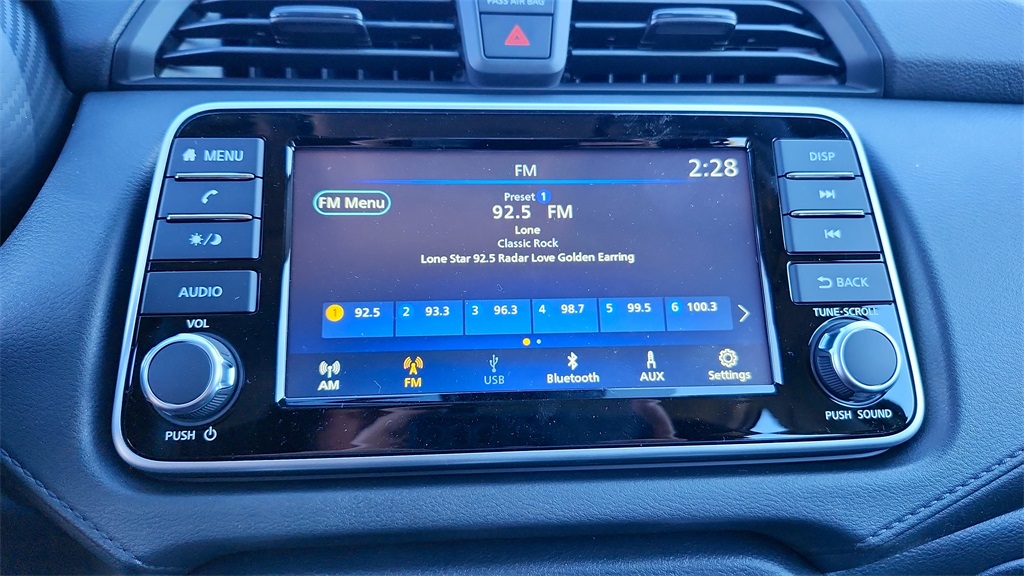 PASS AIR BAG
MENU
DISP
AUDIO
BACK
VOL
TUNE·SCROLL
PUSH
PUSH SOUND
FM
2:28
FM Menu
Preset 1
92.5 FM
Lone
Classic Rock
Lone Star 92.5 Radar Love Golden Earring
1 92.5 2 93.3 3 96.3 4 98.7 5 99.5 6 100.3
AM FM USB Bluetooth AUX Settings